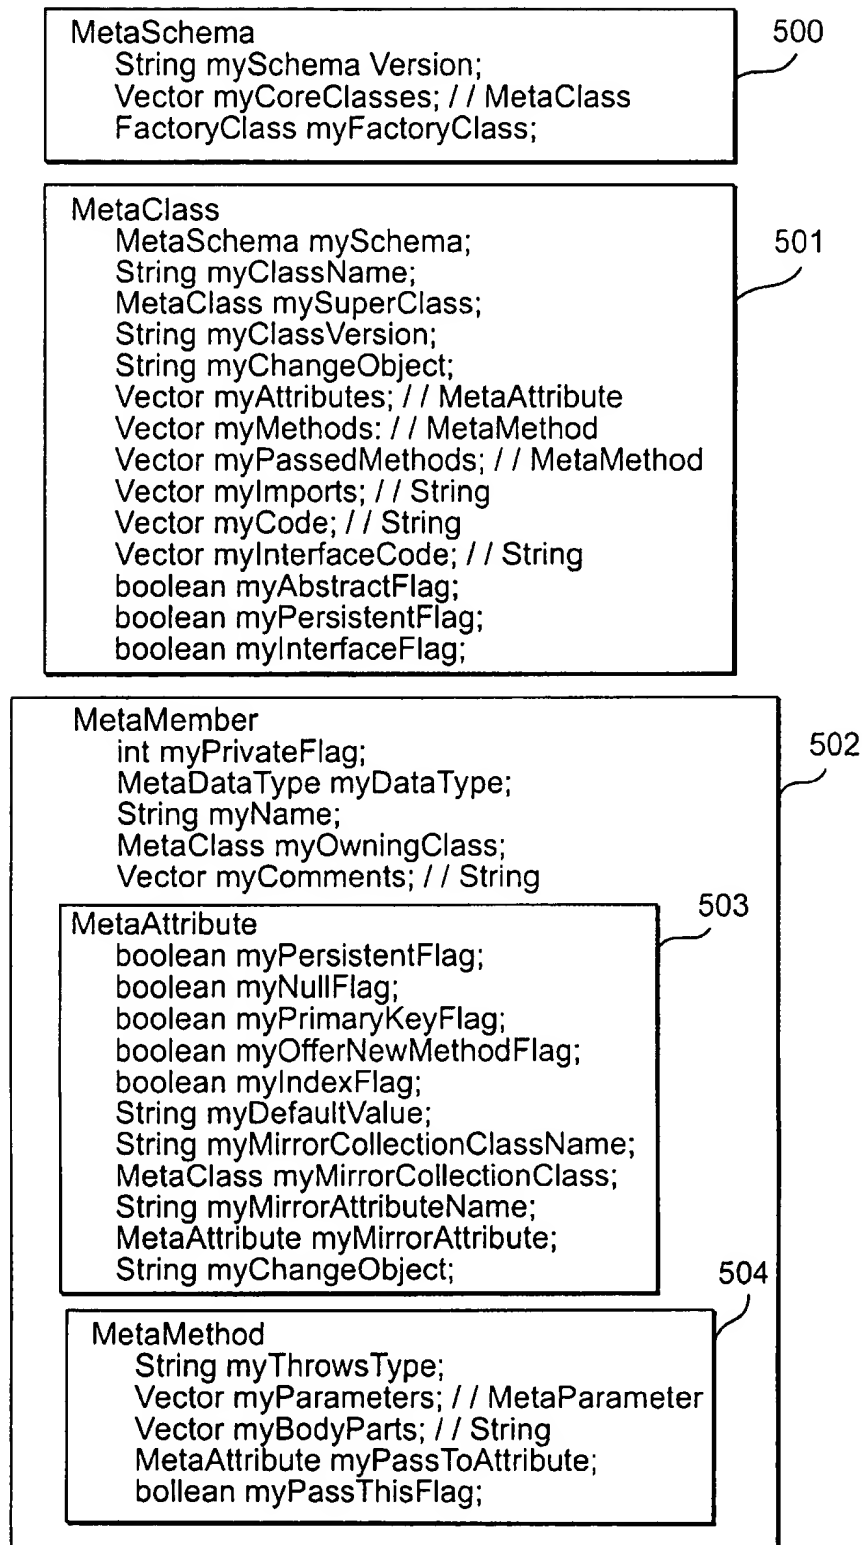 MetaSchema
500
String mySchema Version;
Vector myCoreClasses; / / MetaClass
FactoryClass myFactoryClass;
MetaClass
501
MetaSchema mySchema;
String myClassName;
MetaClass mySuperClass;
String myClassVersion;
String myChangeObject;
Vector myAttributes; / / MetaAttribute
Vector myMethods: / / MetaMethod
Vector myPassedMethods; / / MetaMethod
Vector myImports; / / String
Vector myCode; / / String
Vector myInterfaceCode; / / String
boolean myAbstractFlag;
boolean myPersistentFlag;
boolean myInterfaceFlag;
MetaMember
502
int myPrivateFlag;
MetaDataType myDataType;
String myName;
MetaClass myOwningClass;
Vector myComments; / / String
503
MetaAttribute
boolean myPersistentFlag;
boolean myNullFlag;
boolean myPrimaryKeyFlag;
boolean myOfferNewMethodFlag;
boolean myIndexFlag;
String myDefaultValue;
String myMirrorCollectionClassName;
MetaClass myMirrorCollectionClass;
String myMirrorAttributeName;
MetaAttribute myMirrorAttribute;
String myChangeObject;
504
MetaMethod
String myThrowsType;
Vector myParameters; / / MetaParameter
Vector myBodyParts; / / String
MetaAttribute myPassToAttribute;
bollean myPassThisFlag;